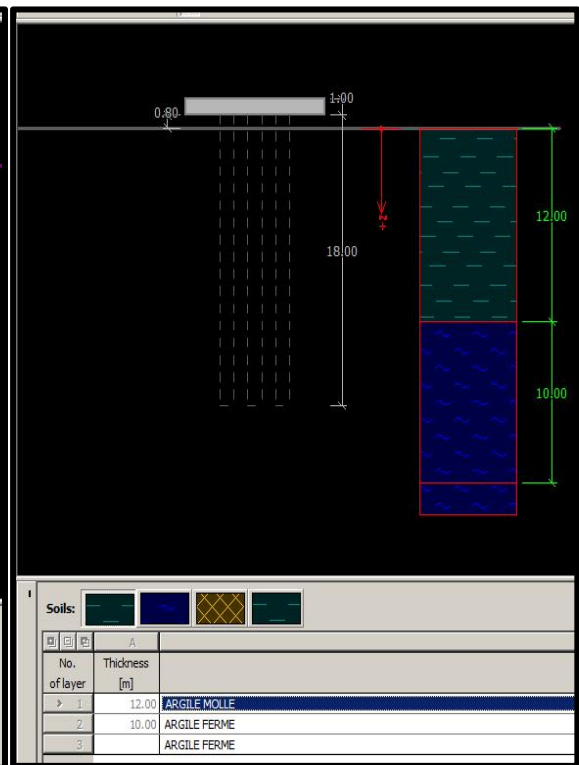 1.00
0.80
+z
12.00
18.00
10.00
Soils:
A
No. of layer
Thickness [m]
> 1 12.00 ARGILE MOLLE
2 10.00 ARGILE FERME
3 ARGILE FERME